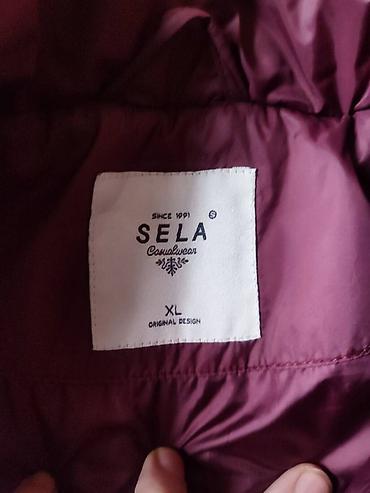 SINCE 1991
SELA
Casualwear
XL
ORIGINAL DESIGN